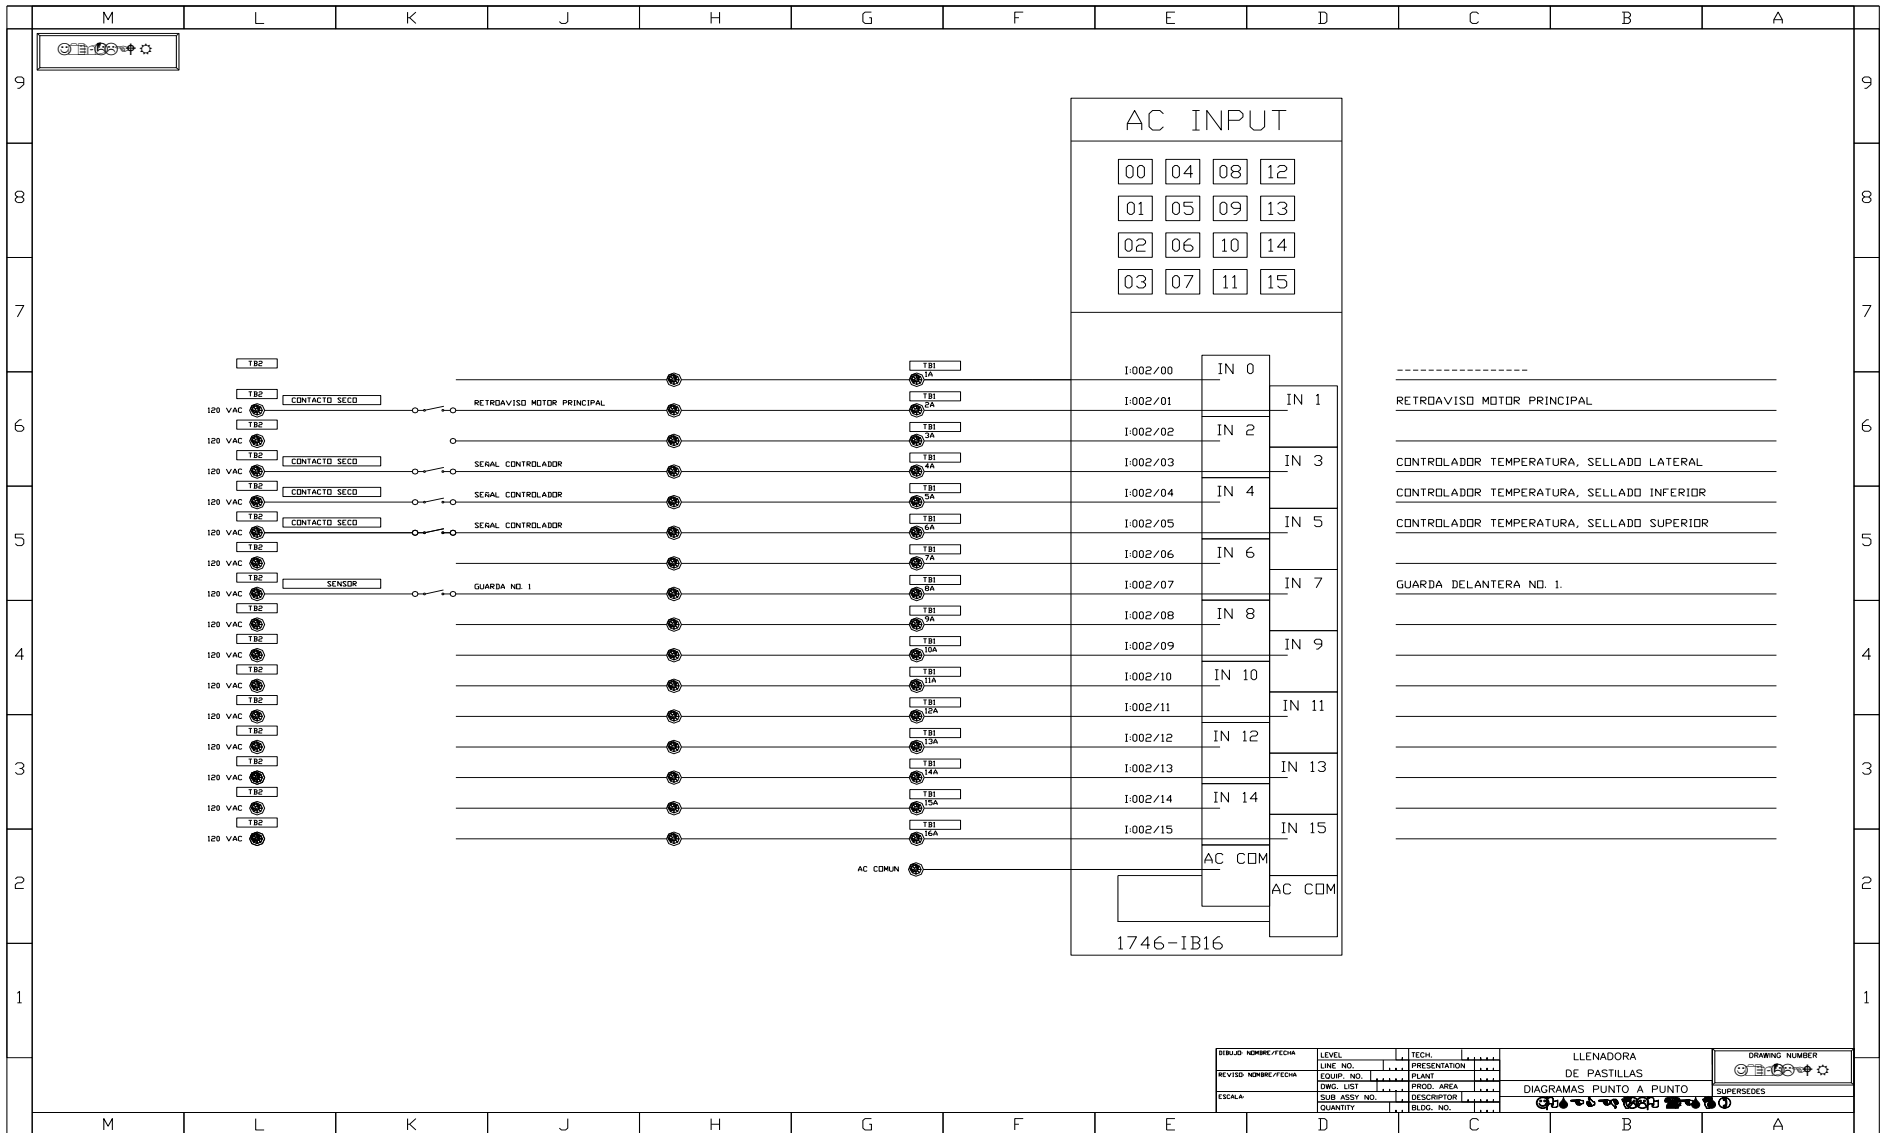 M L K J H G F E D C B A
9 9
AC INPUT
00 04 08 12
8 01 05 09 13 8
02 06 10 14
03 07 11 15
7 7
TB2 TB1 1A I:002/00 IN 0 ----------------
TB2 120 VAC CONTACTO SECO RETROAVISO MOTOR PRINCIPAL TB1 2A I:002/01 IN 1 RETROAVISO MOTOR PRINCIPAL
6 6
TB2 120 VAC TB1 3A I:002/02 IN 2
TB2 120 VAC CONTACTO SECO SEÑAL CONTROLADOR TB1 4A I:002/03 IN 3 CONTROLADOR TEMPERATURA, SELLADO LATERAL
TB2 120 VAC CONTACTO SECO SEÑAL CONTROLADOR TB1 5A I:002/04 IN 4 CONTROLADOR TEMPERATURA, SELLADO INFERIOR
TB2 120 VAC CONTACTO SECO SEÑAL CONTROLADOR TB1 6A I:002/05 IN 5 CONTROLADOR TEMPERATURA, SELLADO SUPERIOR
5 5
TB2 120 VAC TB1 7A I:002/06 IN 6
TB2 120 VAC SENSOR GUARDA NO. 1 TB1 8A I:002/07 IN 7 GUARDA DELANTERA NO. 1.
TB2 120 VAC TB1 9A I:002/08 IN 8
TB2 120 VAC TB1 10A I:002/09 IN 9
4 4
TB2 120 VAC TB1 11A I:002/10 IN 10
TB2 120 VAC TB1 12A I:002/11 IN 11
TB2 120 VAC TB1 13A I:002/12 IN 12
TB2 120 VAC TB1 14A I:002/13 IN 13
3 3
TB2 120 VAC TB1 15A I:002/14 IN 14
TB2 120 VAC TB1 16A I:002/15 IN 15
AC COMUN AC COM
2 AC COM 2
1746-IB16
1 1
DIBUJO: NOMBRE/FECHA
REVISO: NOMBRE/FECHA
ESCALA:
LEVEL TECH.
LINE NO. PRESENTATION
EQUIP. NO. PLANT
DWG. LIST PROD. AREA
SUB ASSY NO. DESCRIPTOR
QUANTITY BLDG. NO.
LLENADORA
DE PASTILLAS
DIAGRAMAS PUNTO A PUNTO
DRAWING NUMBER
SUPERSEDES
M L K J H G F E D C B A